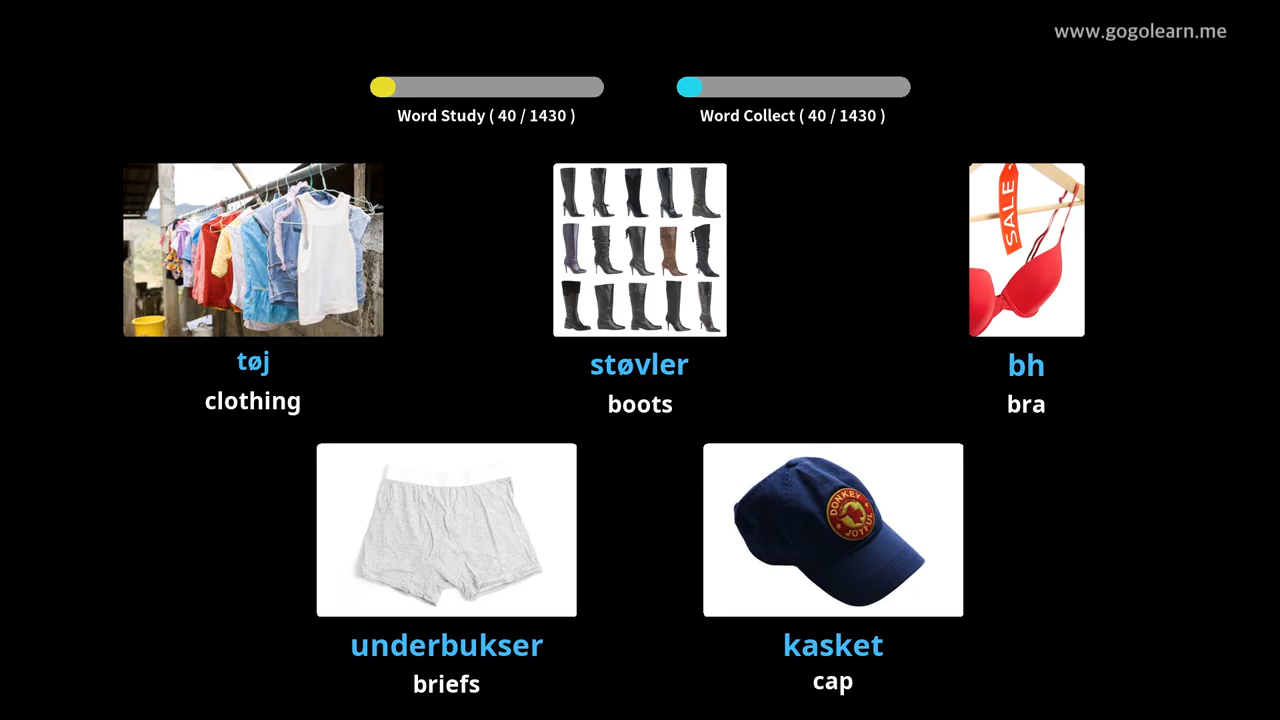 www.gogolearn.me
Word Study ( 40 / 1430 )
Word Collect ( 40 / 1430 )
SALE
tøj
clothing
støvler
boots
bh
bra
DONKEY
JOYFUL
underbukser
briefs
kasket
cap